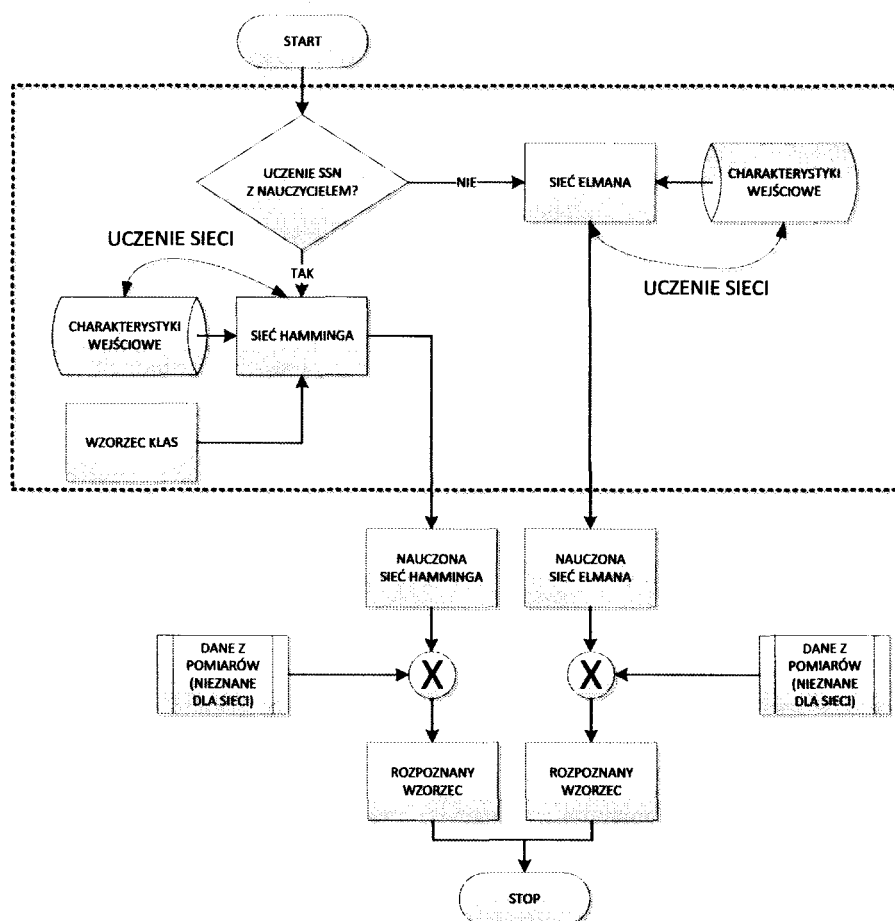 START
UCZENIE SSN
Z NAUCZYCIELEM?
NIE
SIEĆ ELMANA
CHARAKTERYSTYKI
WEJŚCIOWE
UCZENIE SIECI
TAK
UCZENIE SIECI
CHARAKTERYSTYKI
WEJŚCIOWE
SIEĆ HAMMINGA
WZORZEC KLAS
NAUCZONA
SIEĆ HAMMINGA
NAUCZONA
SIEĆ ELMANA
DANE Z
POMIARÓW
(NIEZNANE
DLA SIECI)
X
X
DANE Z
POMIARÓW
(NIEZNANE
DLA SIECI)
ROZPOZNANY
WZORZEC
ROZPOZNANY
WZORZEC
STOP